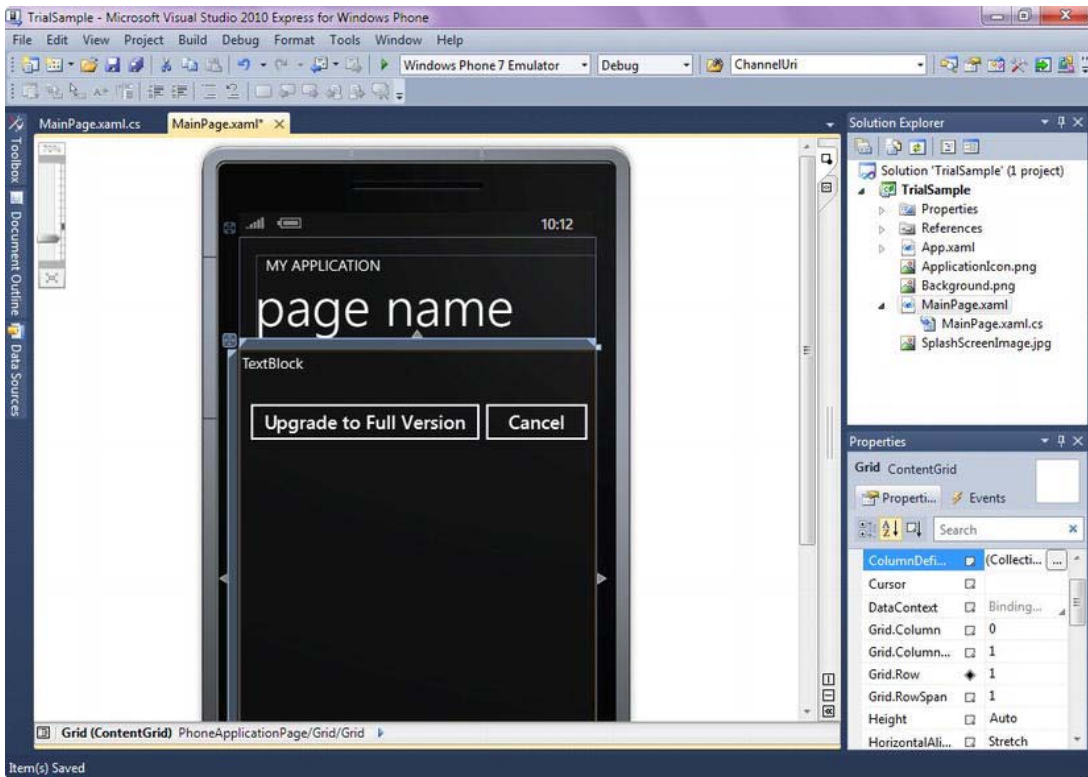 TrialSample - Microsoft Visual Studio 2010 Express for Windows Phone
File Edit View Project Build Debug Format Tools Window Help
Windows Phone 7 Emulator Debug ChannelUri
MainPage.xaml.cs MainPage.xaml*
Toolbox
Document Outline
Data Sources
10:12
MY APPLICATION
page name
TextBlock
Upgrade to Full Version Cancel
Grid (ContentGrid) PhoneApplicationPage/Grid/Grid
Solution Explorer
Solution 'TrialSample' (1 project)
TrialSample
Properties
References
App.xaml
ApplicationIcon.png
Background.png
MainPage.xaml
MainPage.xaml.cs
SplashScreenImage.jpg
Properties
Grid ContentGrid
Properti... Events
Search
ColumnDefi... (Collecti... ...
Cursor
DataContext Binding...
Grid.Column 0
Grid.Column... 1
Grid.Row 1
Grid.RowSpan 1
Height Auto
HorizontalAli... Stretch
Item(s) Saved